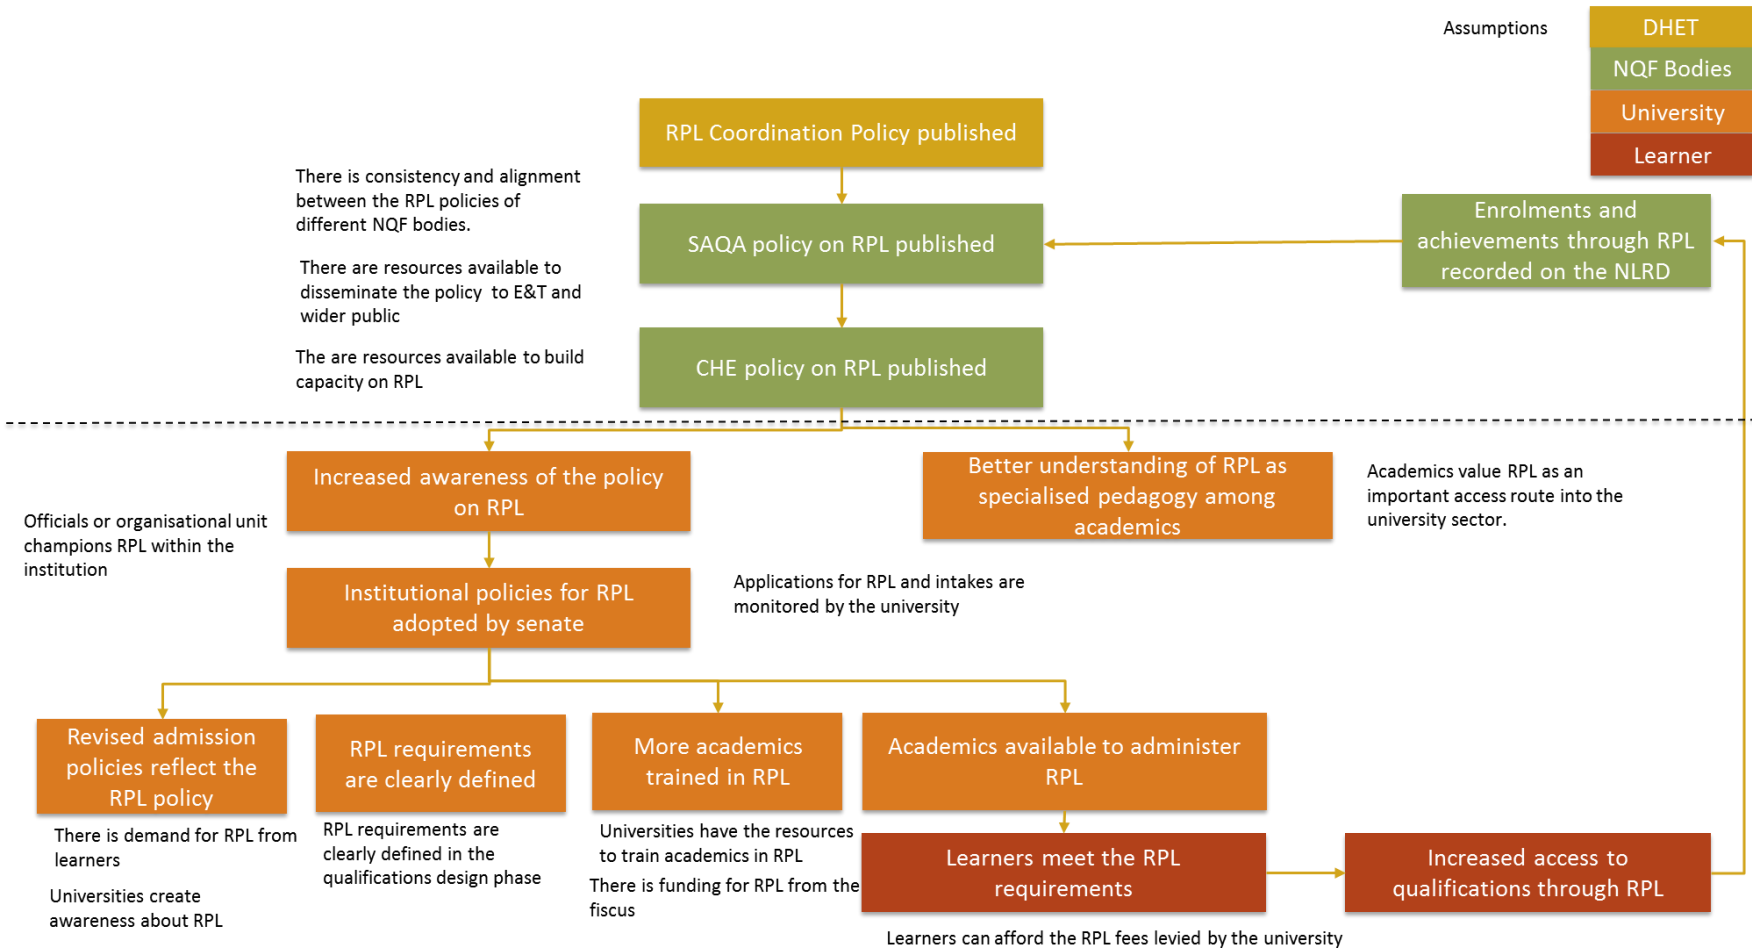 Assumptions
DHET
NQF Bodies
University
Learner
RPL Coordination Policy published
There is consistency and alignment
between the RPL policies of
different NQF bodies.
SAQA policy on RPL published
Enrolments and
achievements through RPL
recorded on the NLRD
There are resources available to
disseminate the policy to E&T and
wider public
The are resources available to build
capacity on RPL
CHE policy on RPL published
Increased awareness of the policy
on RPL
Better understanding of RPL as
specialised pedagogy among
academics
Academics value RPL as an
important access route into the
university sector.
Officials or organisational unit
champions RPL within the
institution
Institutional policies for RPL
adopted by senate
Applications for RPL and intakes are
monitored by the university
Revised admission
policies reflect the
RPL policy
RPL requirements
are clearly defined
More academics
trained in RPL
Academics available to administer
RPL
There is demand for RPL from
learners
Universities create
awareness about RPL
RPL requirements are
clearly defined in the
qualifications design phase
Universities have the resources
to train academics in RPL
There is funding for RPL from the
fiscus
Learners meet the RPL
requirements
Increased access to
qualifications through RPL
Learners can afford the RPL fees levied by the university